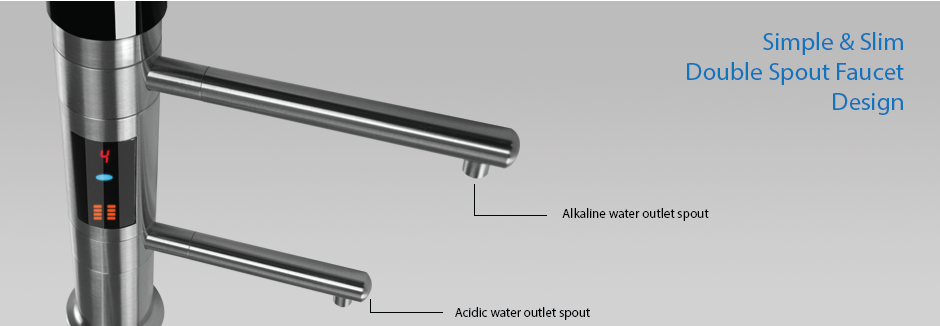 Simple & Slim
Double Spout Faucet
Design
4
Alkaline water outlet spout
Acidic water outlet spout